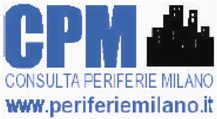 CPM
CONSULTA PERIFERIE MILANO
www.periferiemilano.it